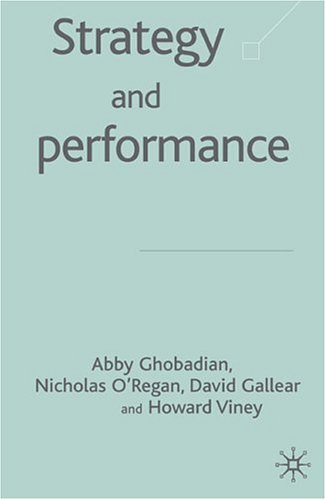 Strategy
and
performance
Abby Ghobadian,
Nicholas O'Regan, David Gallear
and Howard Viney